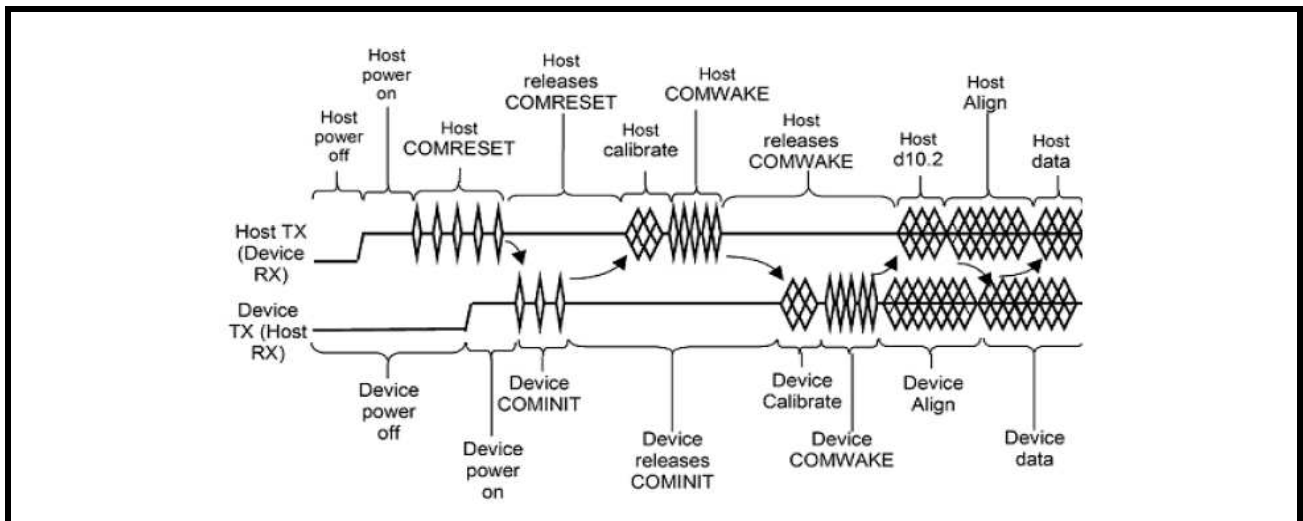 Host
power
off
Host
power
on
Host
COMRESET
Host
releases
COMRESET
Host
calibrate
Host
COMWAKE
Host
releases
COMWAKE
Host
d10.2
Host
Align
Host
data
Host TX
(Device
RX)
Device
TX (Host
RX)
Device
power
off
Device
power
on
Device
COMINIT
Device
releases
COMINIT
Device
Calibrate
Device
COMWAKE
Device
Align
Device
data